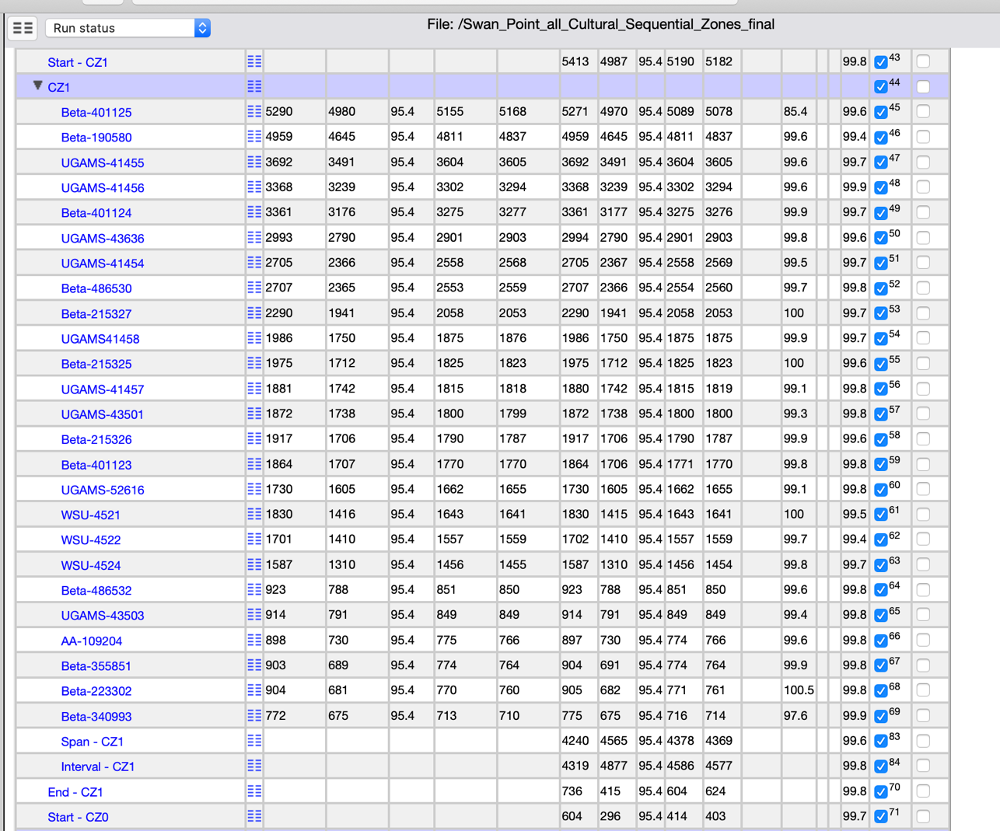 Run status File: /Swan_Point_all_Cultural_Sequential_Zones_final
Start - CZ1 5413 4987 95.4 5190 5182 99.8 43
CZ1 44
Beta-401125 5290 4980 95.4 5155 5168 5271 4970 95.4 5089 5078 85.4 99.6 45
Beta-190580 4959 4645 95.4 4811 4837 4959 4645 95.4 4811 4837 99.6 99.4 46
UGAMS-41455 3692 3491 95.4 3604 3605 3692 3491 95.4 3604 3605 99.6 99.7 47
UGAMS-41456 3368 3239 95.4 3302 3294 3368 3239 95.4 3302 3294 99.6 99.9 48
Beta-401124 3361 3176 95.4 3275 3277 3361 3177 95.4 3275 3276 99.9 99.7 49
UGAMS-43636 2993 2790 95.4 2901 2903 2994 2790 95.4 2901 2903 99.8 99.6 50
UGAMS-41454 2705 2366 95.4 2558 2568 2705 2367 95.4 2558 2569 99.5 99.7 51
Beta-486530 2707 2365 95.4 2553 2559 2707 2366 95.4 2554 2560 99.7 99.8 52
Beta-215327 2290 1941 95.4 2058 2053 2290 1941 95.4 2058 2053 100 99.7 53
UGAMS41458 1986 1750 95.4 1875 1876 1986 1750 95.4 1875 1875 99.9 99.7 54
Beta-215325 1975 1712 95.4 1825 1823 1975 1712 95.4 1825 1823 100 99.6 55
UGAMS-41457 1881 1742 95.4 1815 1818 1880 1742 95.4 1815 1819 99.1 99.8 56
UGAMS-43501 1872 1738 95.4 1800 1799 1872 1738 95.4 1800 1800 99.3 99.8 57
Beta-215326 1917 1706 95.4 1790 1787 1917 1706 95.4 1790 1787 99.9 99.6 58
Beta-401123 1864 1707 95.4 1770 1770 1864 1706 95.4 1771 1770 99.8 99.8 59
UGAMS-52616 1730 1605 95.4 1662 1655 1730 1605 95.4 1662 1655 99.1 99.8 60
WSU-4521 1830 1416 95.4 1643 1641 1830 1415 95.4 1643 1641 100 99.5 61
WSU-4522 1701 1410 95.4 1557 1559 1702 1410 95.4 1557 1559 99.7 99.4 62
WSU-4524 1587 1310 95.4 1456 1455 1587 1310 95.4 1456 1454 99.8 99.7 63
Beta-486532 923 788 95.4 851 850 923 788 95.4 851 850 99.6 99.8 64
UGAMS-43503 914 791 95.4 849 849 914 791 95.4 849 849 99.4 99.8 65
AA-109204 898 730 95.4 775 766 897 730 95.4 774 766 99.6 99.8 66
Beta-355851 903 689 95.4 774 764 904 691 95.4 774 764 99.9 99.8 67
Beta-223302 904 681 95.4 770 760 905 682 95.4 771 761 100.5 99.8 68
Beta-340993 772 675 95.4 713 710 775 675 95.4 716 714 97.6 99.9 69
Span - CZ1 4240 4565 95.4 4378 4369 99.6 83
Interval - CZ1 4319 4877 95.4 4586 4577 99.8 84
End - CZ1 736 415 95.4 604 624 99.8 70
Start - CZ0 604 296 95.4 414 403 99.7 71